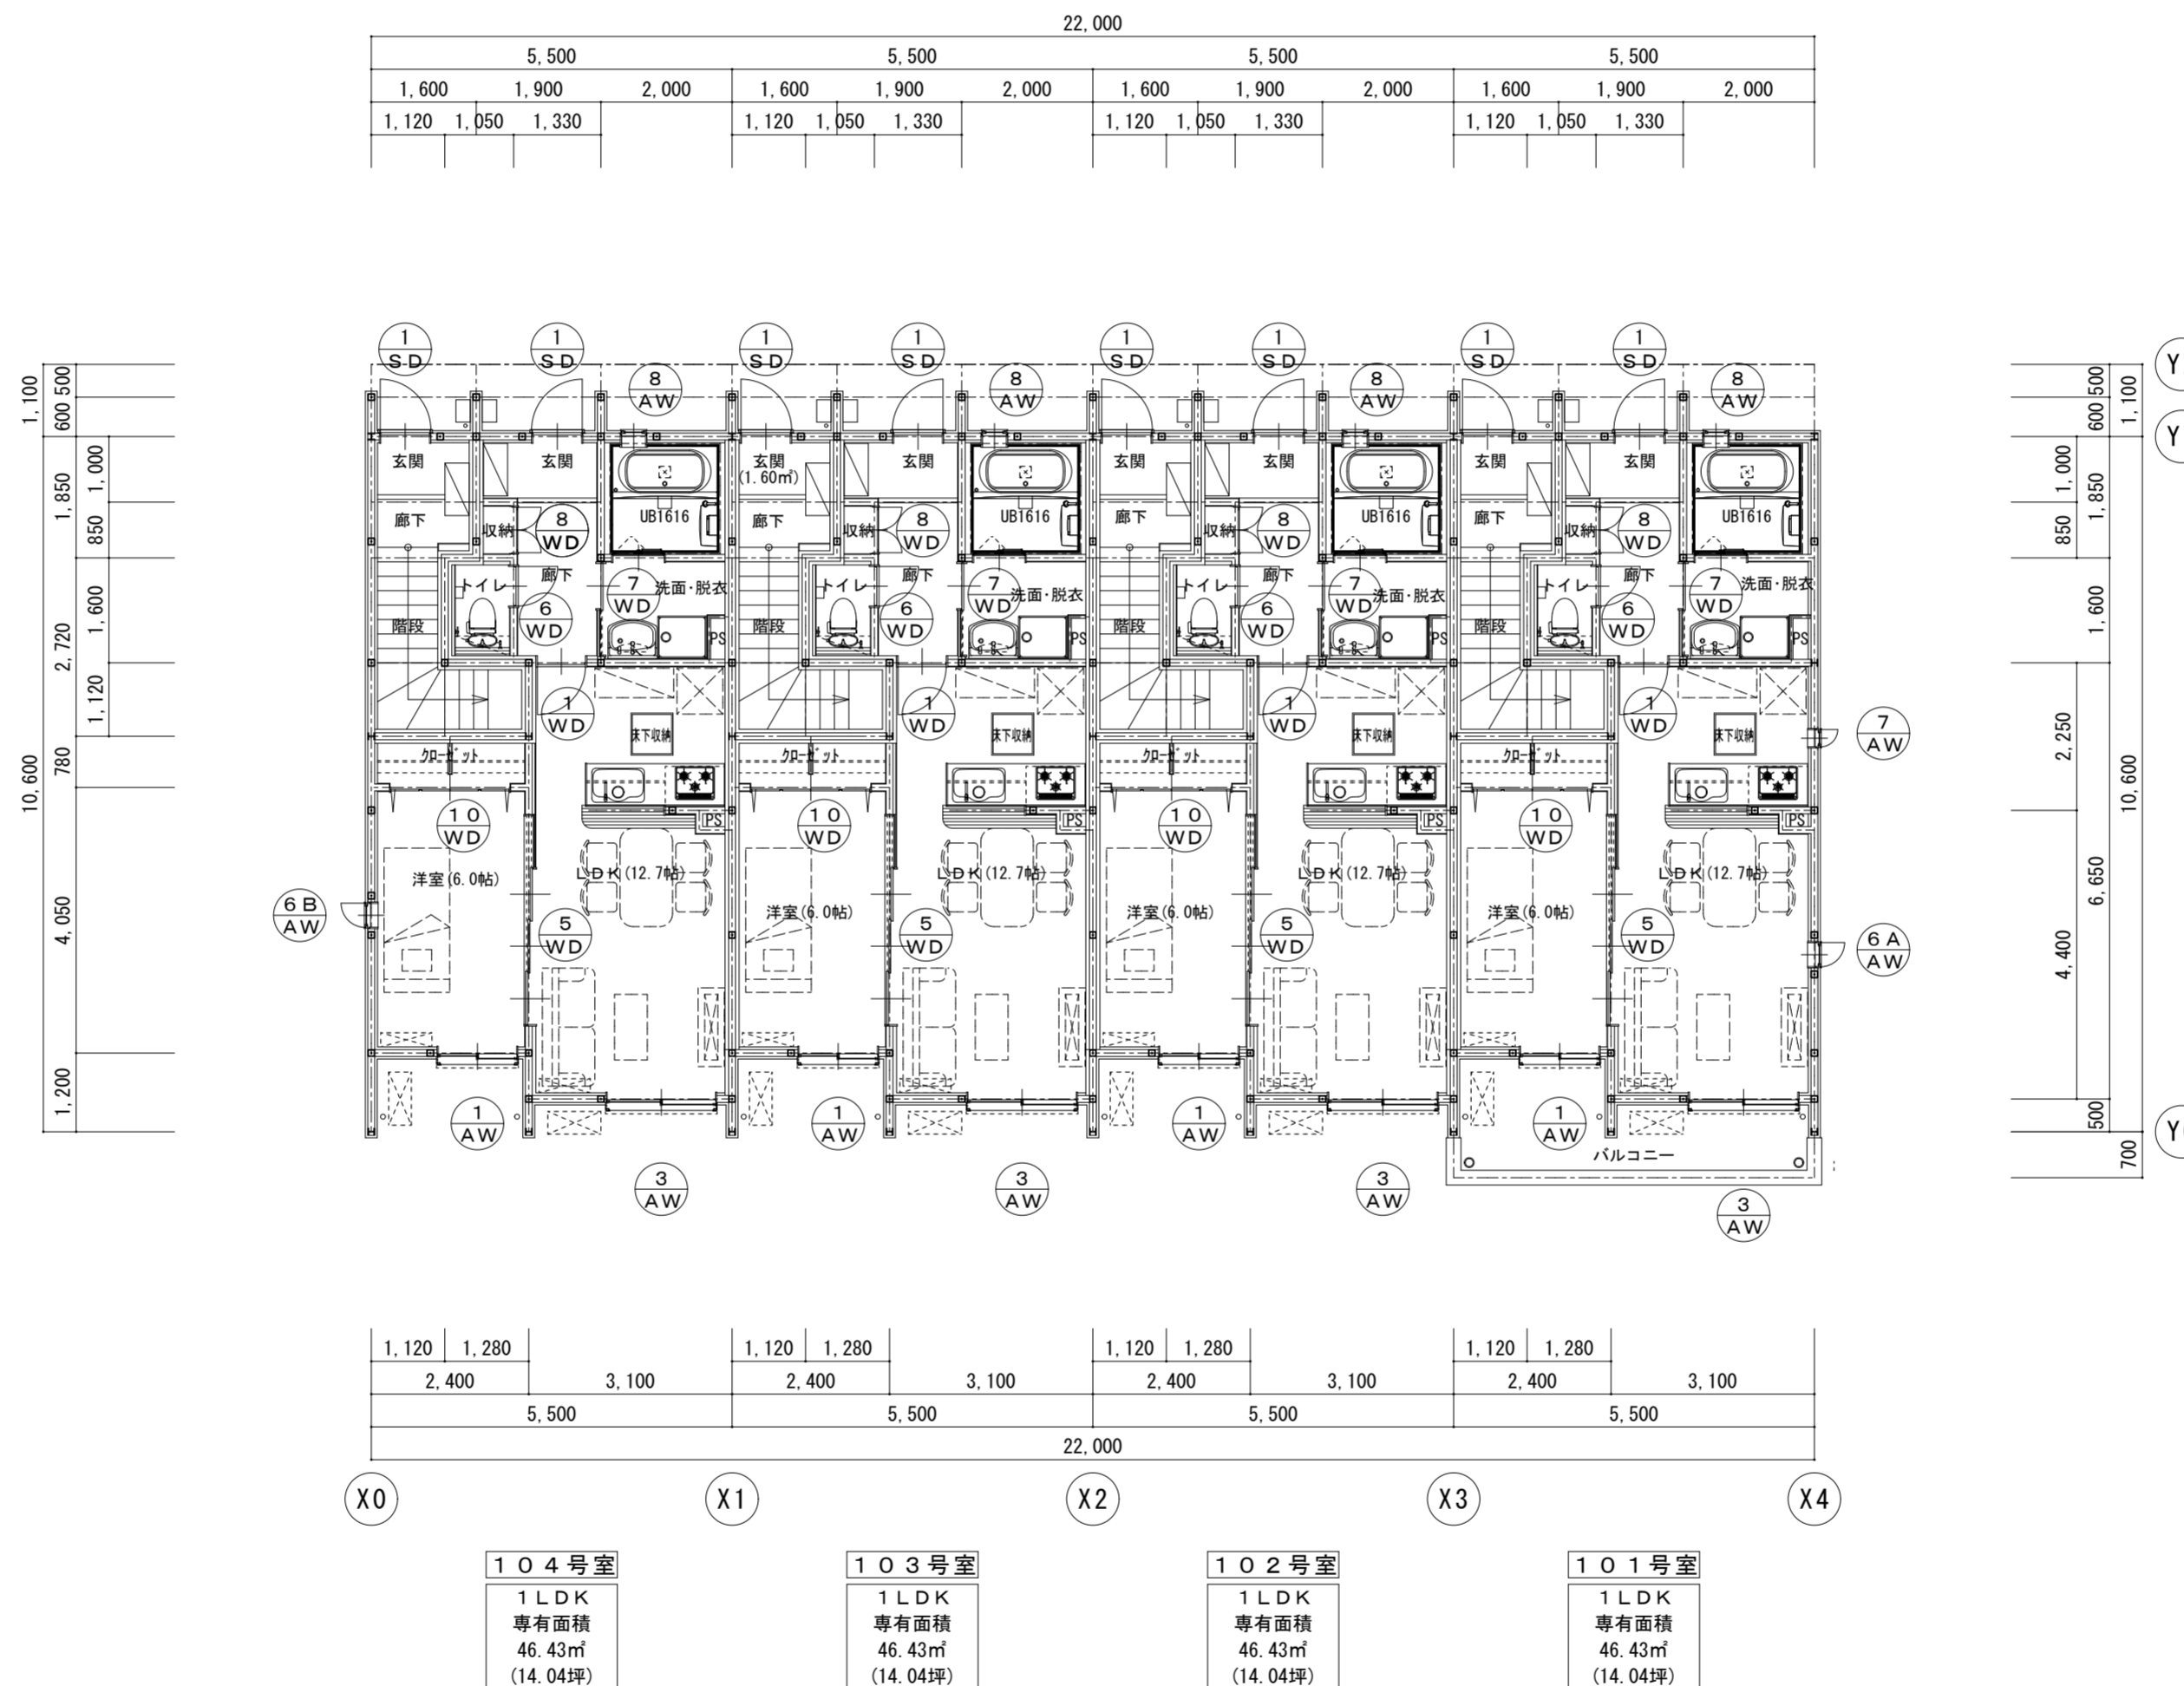 22,000
5,500 5,500 5,500 5,500
1,600 1,900 2,000 1,600 1,900 2,000 1,600 1,900 2,000 1,600 1,900 2,000
1,120 1,050 1,330 1,120 1,050 1,330 1,120 1,050 1,330 1,120 1,050 1,330
1 SD 1 SD 1 SD 1 SD 1 SD 1 SD 1 SD 1 SD
8 AW 8 AW 8 AW 8 AW
1,100 500 600 500 600 1,100
玄関 玄関 玄関 玄関 玄関 玄関 玄関 玄関
(1.60㎡)
1,850 1,000 850 1,000 850 1,850
廊下 収納 8 WD UB1616 廊下 収納 8 WD UB1616 廊下 収納 8 WD UB1616 廊下 収納 8 WD UB1616
トイレ 廊下 7 WD 洗面・脱衣 トイレ 廊下 7 WD 洗面・脱衣 トイレ 廊下 7 WD 洗面・脱衣 トイレ 廊下 7 WD 洗面・脱衣
階段 6 WD PS 階段 6 WD PS 階段 6 WD PS 階段 6 WD PS
2,720 1,600 1,120 1,600
1 WD 1 WD 1 WD 1 WD
床下収納 床下収納 床下収納 床下収納
7 AW
クローゼット クローゼット クローゼット クローゼット
10,600 780 2,250 10,600
10 WD PS 10 WD PS 10 WD PS 10 WD PS
洋室(6.0帖) LDK(12.7帖) 洋室(6.0帖) LDK(12.7帖) 洋室(6.0帖) LDK(12.7帖) 洋室(6.0帖) LDK(12.7帖)
6B AW 5 WD 5 WD 5 WD 5 WD 6A AW
4,050 4,400 6,650
1,200 500 700
1 AW 1 AW 1 AW 1 AW
バルコニー
3 AW 3 AW 3 AW 3 AW
Y
Y
Y
1,120 1,280 1,120 1,280 1,120 1,280 1,120 1,280
2,400 3,100 2,400 3,100 2,400 3,100 2,400 3,100
5,500 5,500 5,500 5,500
22,000
X0 X1 X2 X3 X4
104号室 103号室 102号室 101号室
1LDK 1LDK 1LDK 1LDK
専有面積 専有面積 専有面積 専有面積
46.43㎡ 46.43㎡ 46.43㎡ 46.43㎡
(14.04坪) (14.04坪) (14.04坪) (14.04坪)